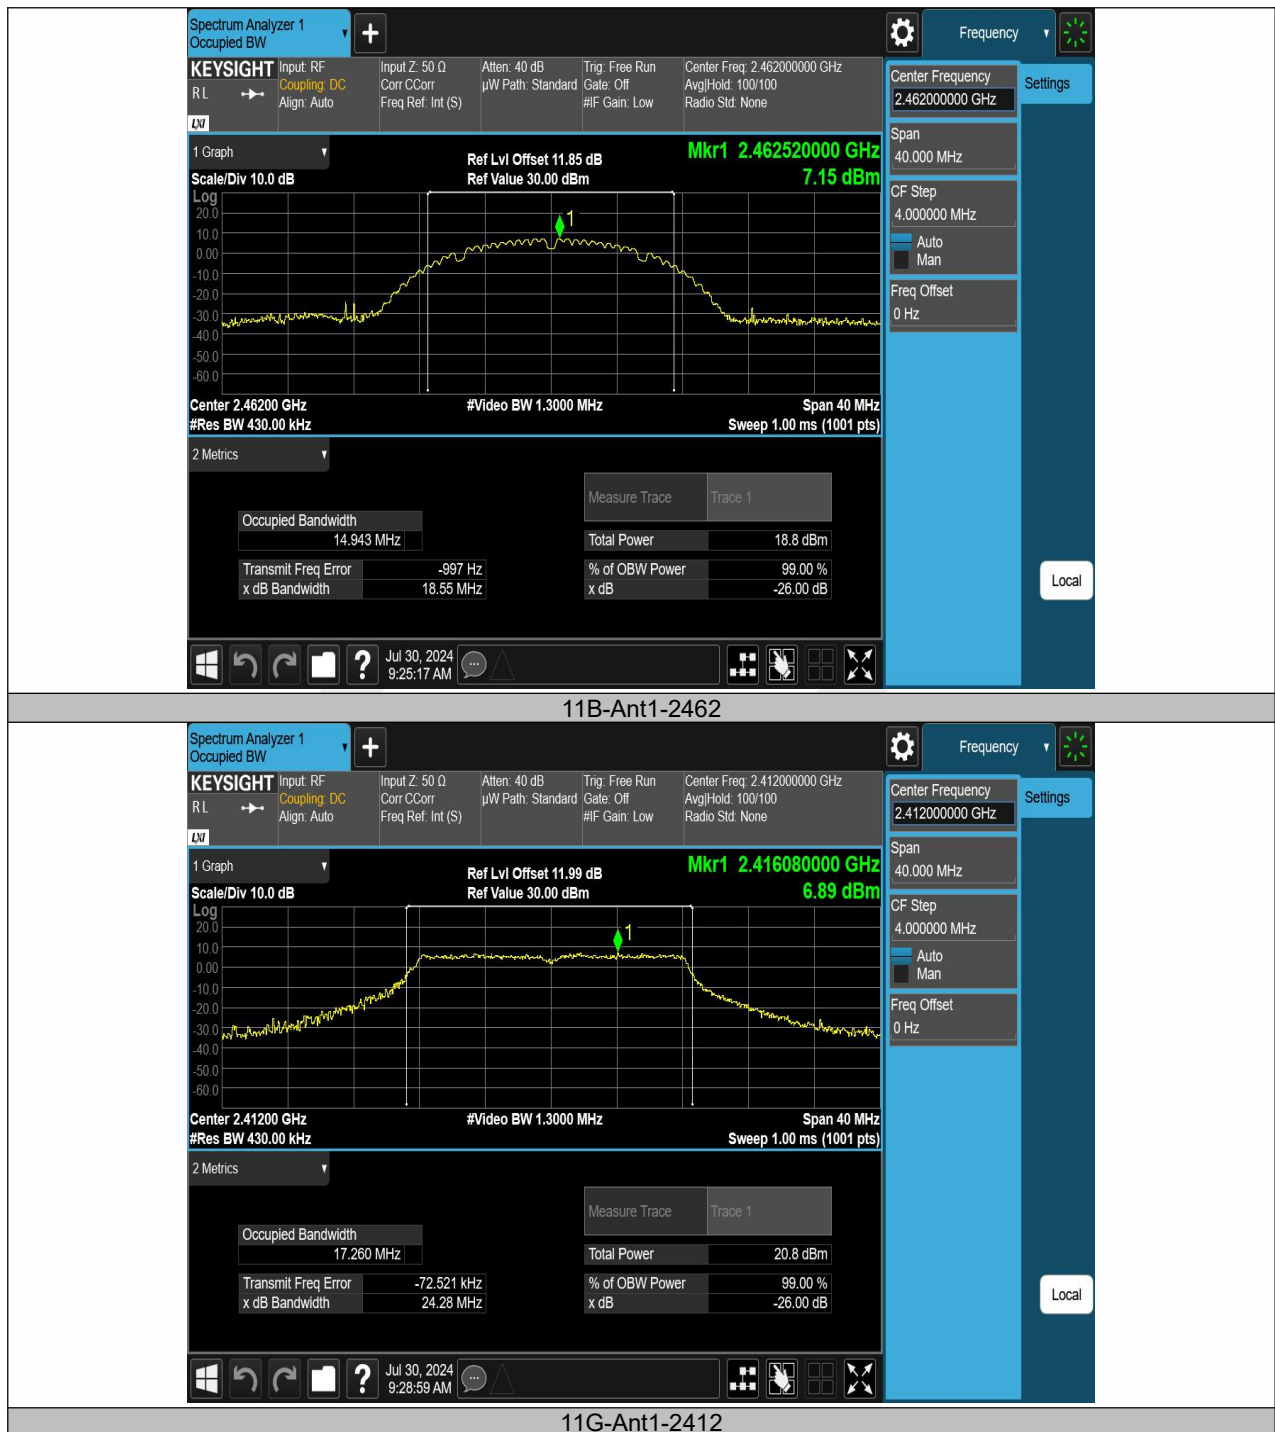 Spectrum Analyzer 1
Occupied BW
+
Frequency
KEYSIGHT
RL
LXI
Input: RF
Coupling: DC
Align: Auto
Input Z: 50 Ω
Corr CCorr
Freq Ref: Int (S)
Atten: 40 dB
µW Path: Standard
Trig: Free Run
Gate: Off
#IF Gain: Low
Center Freq: 2.462000000 GHz
Avg|Hold: 100/100
Radio Std: None
Center Frequency
2.462000000 GHz
Settings
Span
40.000 MHz
CF Step
4.000000 MHz
Auto
Man
Freq Offset
0 Hz
Local
1 Graph
Scale/Div 10.0 dB
Ref Lvl Offset 11.85 dB
Ref Value 30.00 dBm
Mkr1 2.462520000 GHz
7.15 dBm
Log
20.0
10.0
0.00
-10.0
-20.0
-30.0
-40.0
-50.0
-60.0
1
Center 2.46200 GHz
#Res BW 430.00 kHz
#Video BW 1.3000 MHz
Span 40 MHz
Sweep 1.00 ms (1001 pts)
2 Metrics
Measure Trace Trace 1
Occupied Bandwidth
14.943 MHz
Total Power 18.8 dBm
Transmit Freq Error -997 Hz
x dB Bandwidth 18.55 MHz
% of OBW Power 99.00 %
x dB -26.00 dB
?
Jul 30, 2024
9:25:17 AM
11B-Ant1-2462
Spectrum Analyzer 1
Occupied BW
+
Frequency
KEYSIGHT
RL
LXI
Input: RF
Coupling: DC
Align: Auto
Input Z: 50 Ω
Corr CCorr
Freq Ref: Int (S)
Atten: 40 dB
µW Path: Standard
Trig: Free Run
Gate: Off
#IF Gain: Low
Center Freq: 2.412000000 GHz
Avg|Hold: 100/100
Radio Std: None
Center Frequency
2.412000000 GHz
Settings
Span
40.000 MHz
CF Step
4.000000 MHz
Auto
Man
Freq Offset
0 Hz
Local
1 Graph
Scale/Div 10.0 dB
Ref Lvl Offset 11.99 dB
Ref Value 30.00 dBm
Mkr1 2.416080000 GHz
6.89 dBm
Log
20.0
10.0
0.00
-10.0
-20.0
-30.0
-40.0
-50.0
-60.0
1
Center 2.41200 GHz
#Res BW 430.00 kHz
#Video BW 1.3000 MHz
Span 40 MHz
Sweep 1.00 ms (1001 pts)
2 Metrics
Measure Trace Trace 1
Occupied Bandwidth
17.260 MHz
Total Power 20.8 dBm
Transmit Freq Error -72.521 kHz
x dB Bandwidth 24.28 MHz
% of OBW Power 99.00 %
x dB -26.00 dB
?
Jul 30, 2024
9:28:59 AM
11G-Ant1-2412